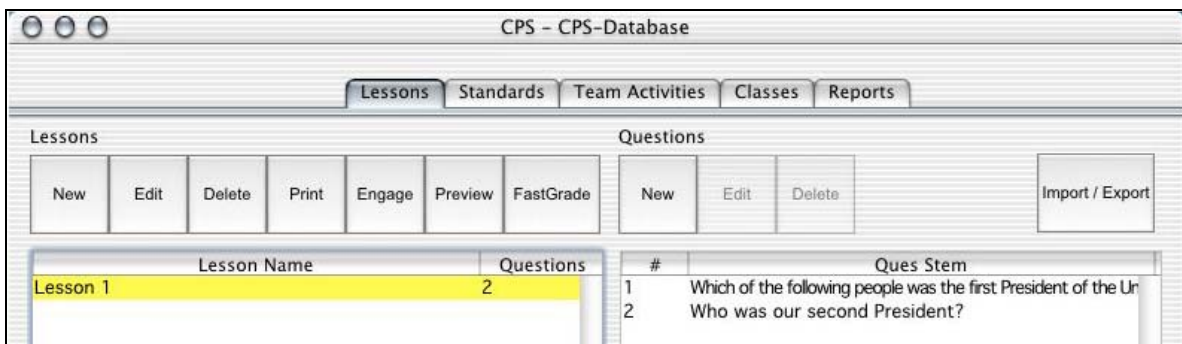 CPS - CPS-Database
Lessons Standards Team Activities Classes Reports
Lessons Questions
New Edit Delete Print Engage Preview FastGrade New Edit Delete Import / Export
Lesson Name Questions # Ques Stem
Lesson 1 2 1 Which of the following people was the first President of the Un
2 Who was our second President?